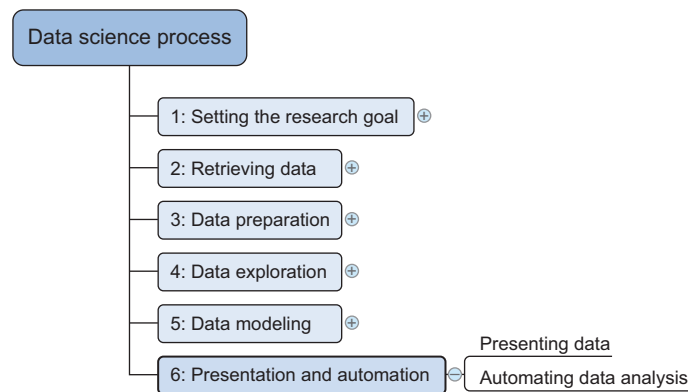 Data science process
1: Setting the research goal
2: Retrieving data
3: Data preparation
4: Data exploration
5: Data modeling
6: Presentation and automation
Presenting data
Automating data analysis